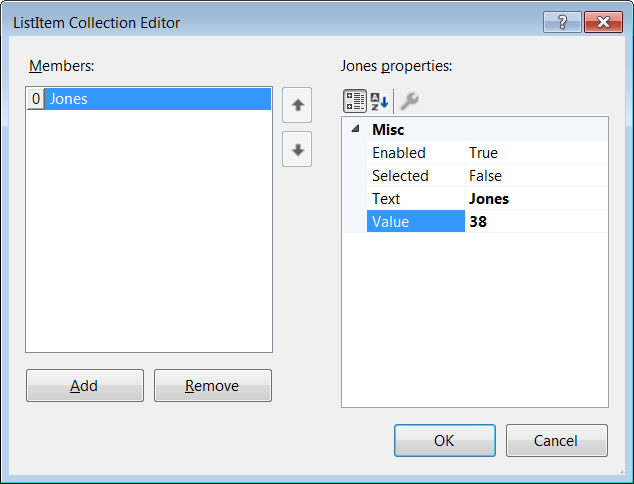 ListItem Collection Editor
?
Members:
Jones properties:
0 Jones
A Z
Misc
Enabled True
Selected False
Text Jones
Value 38
Add Remove
OK Cancel